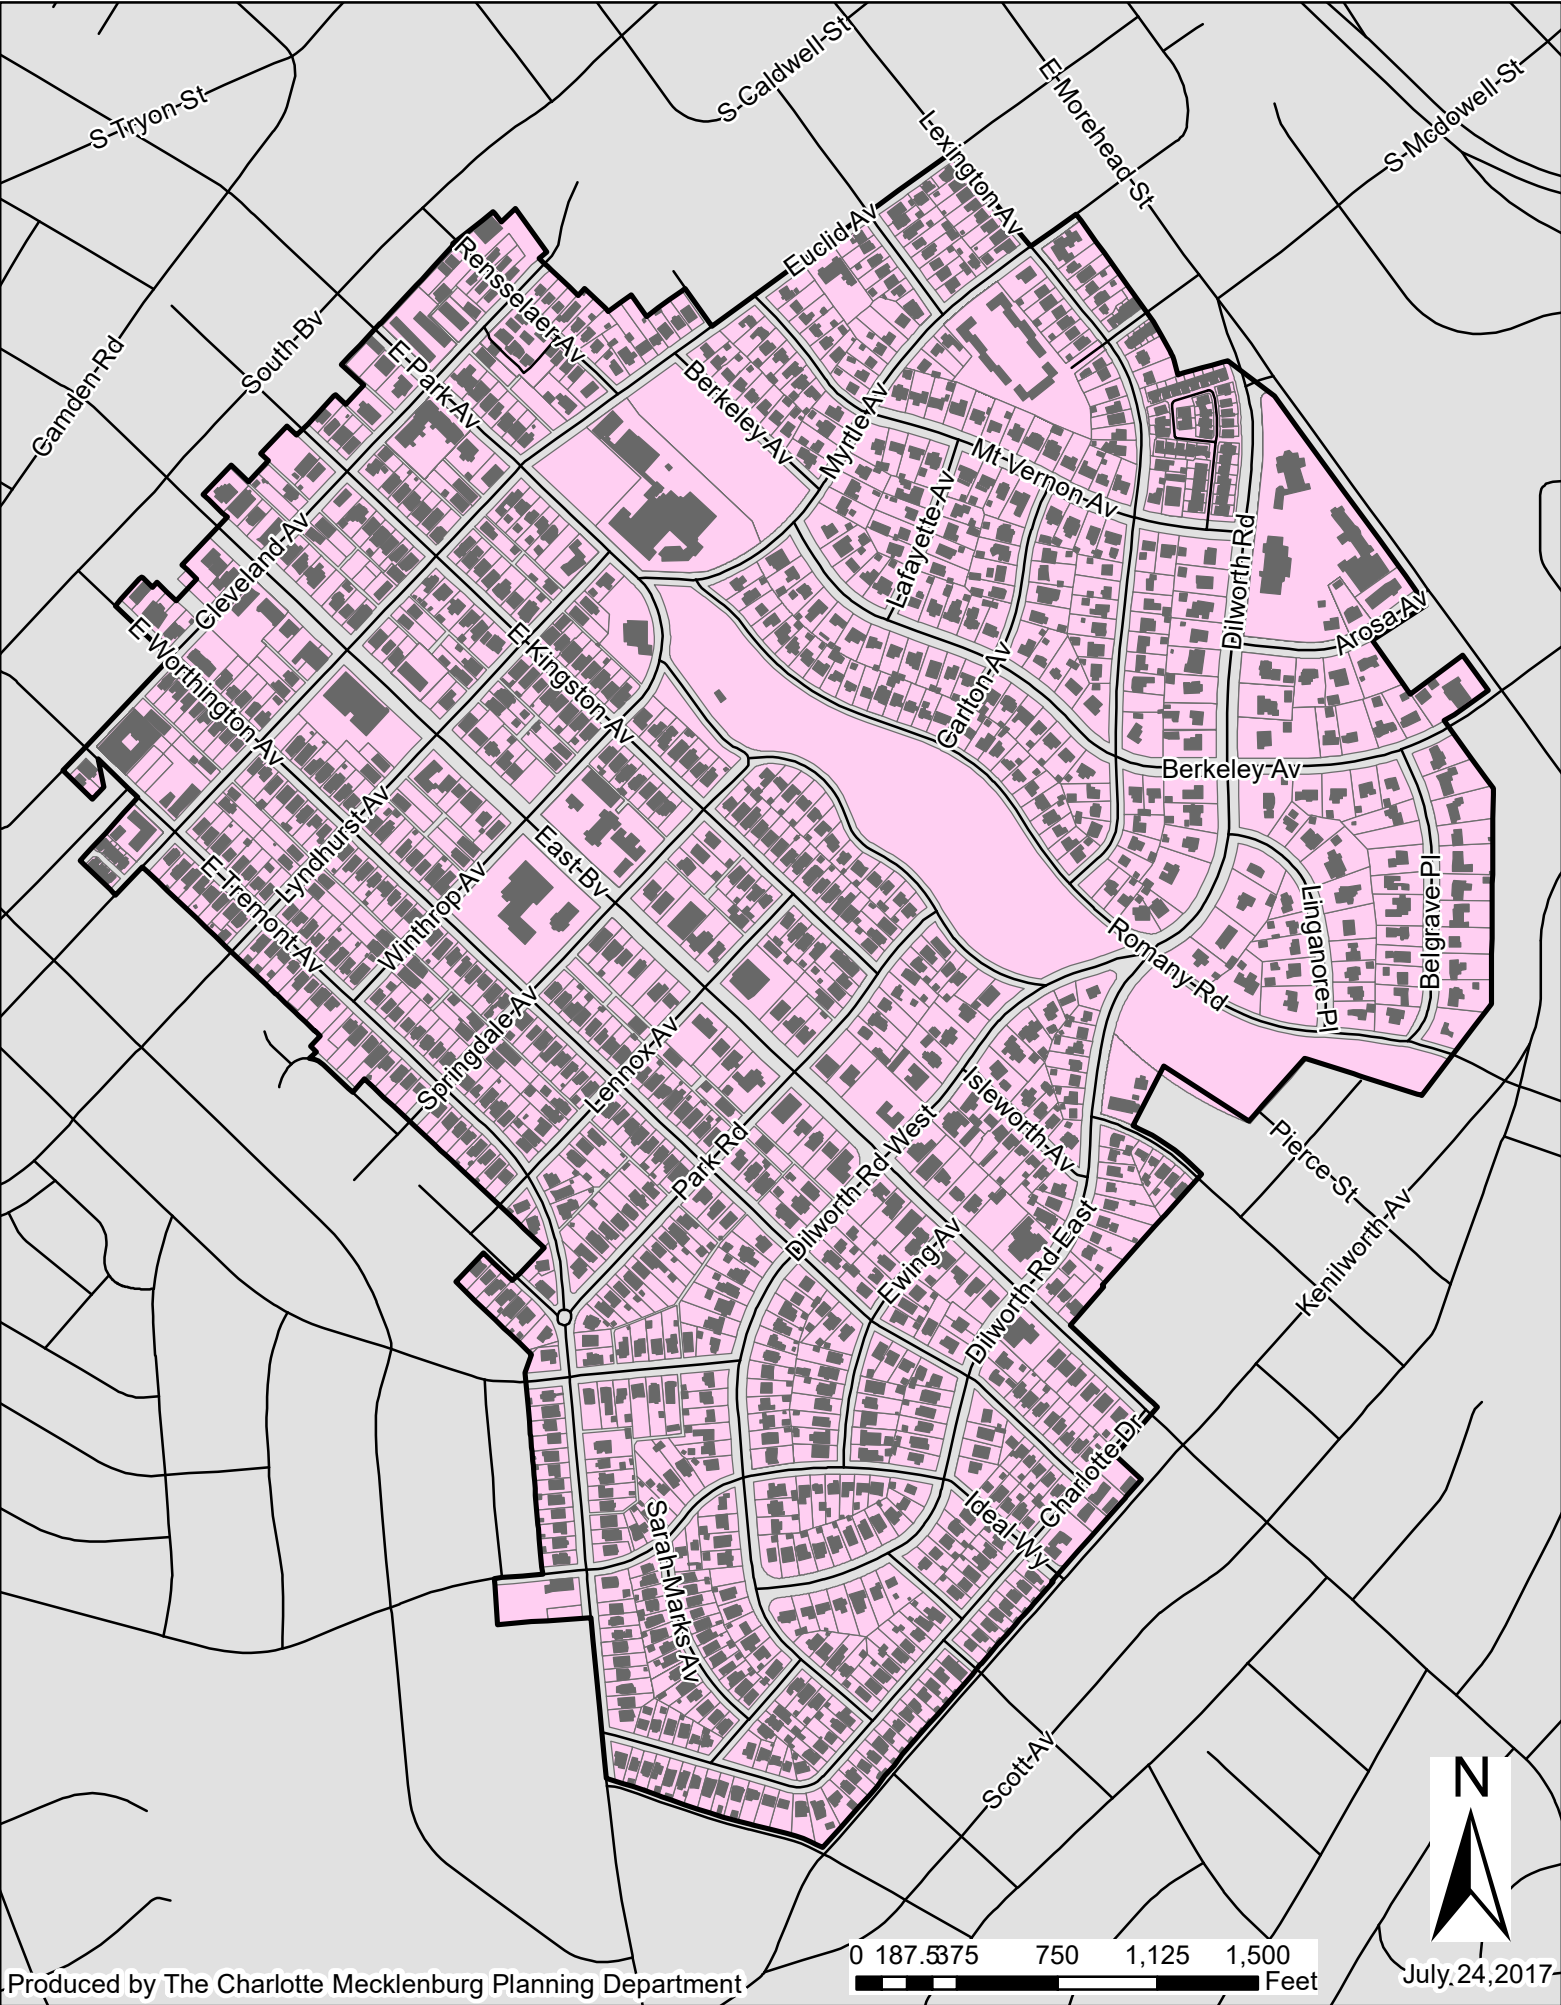 S-Caldwell-St
E-Morehead-St
S-Mcdowell-St
S-Tryon-St
Lexington-Av
Euclid-Av
Rensselaer-Av
South-Bv
Camden-Rd
E-Park-Av
Berkeley-Av
Myrtle-Av
Mt-Vernon-Av
Lafayette-Av
Cleveland-Av
Dilworth-Rd
Arosa-Av
E-Worthington-Av
E-Kingston-Av
Carlton-Av
Berkeley-Av
Lyndhurst-Av
East-Bv
Winthrop-Av
E-Tremont-Av
Belgrave-Pl
Linganore-Pl
Romany-Rd
Springdale-Av
Lennox-Av
Isleworth-Av
Park-Rd
Dilworth-Rd-West
Pierce-St
Kenilworth-Av
Ewing-Av
Dilworth-Rd-East
Charlotte-Dr
Ideal-Wy
Sarah-Marks-Av
Scott-Av
N
0 187.5375 750 1,125 1,500
Feet
July 24,2017
Produced by The Charlotte Mecklenburg Planning Department